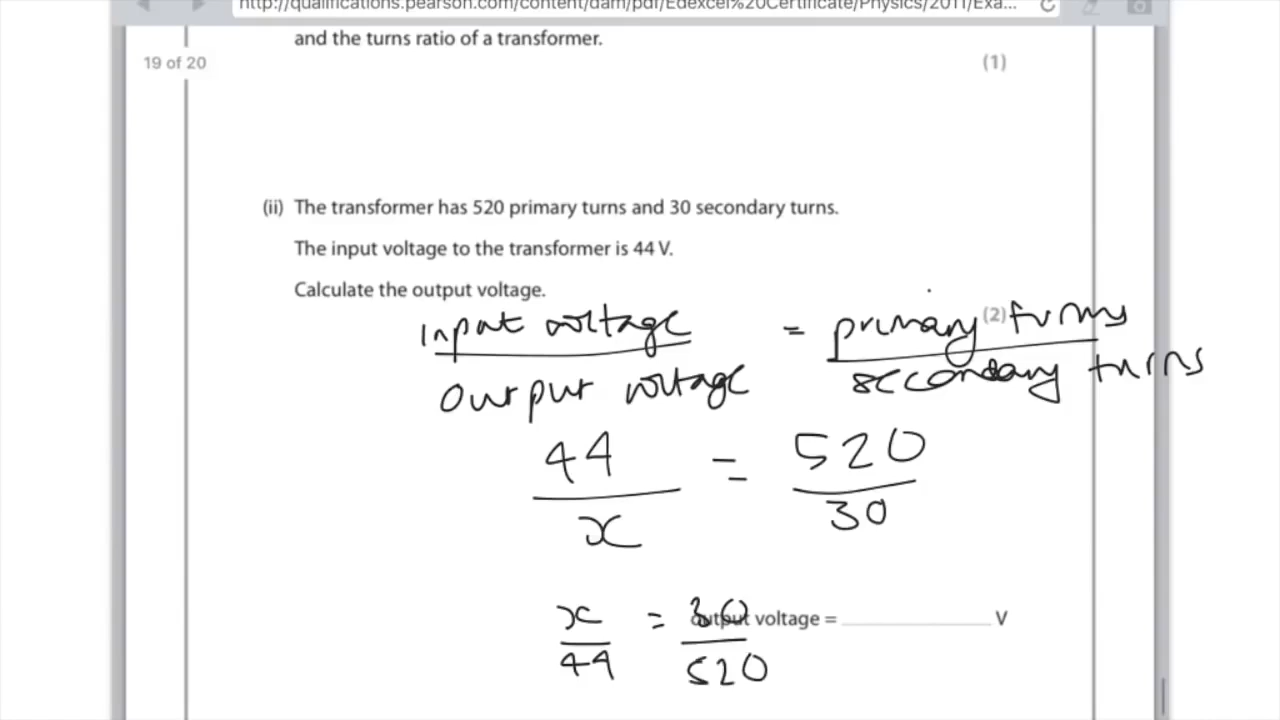 http://qualifications.pearson.com/content/dam/pdf/Edexcel%20Certificate/Physics/2011/Exa...
and the turns ratio of a transformer.
19 of 20
(1)
(ii) The transformer has 520 primary turns and 30 secondary turns.
The input voltage to the transformer is 44 V.
Calculate the output voltage.
(2)
input voltage = primary turns
output voltage secondary turns
44 = 520
x 30
output voltage = ____________ V
x = 30
44 520